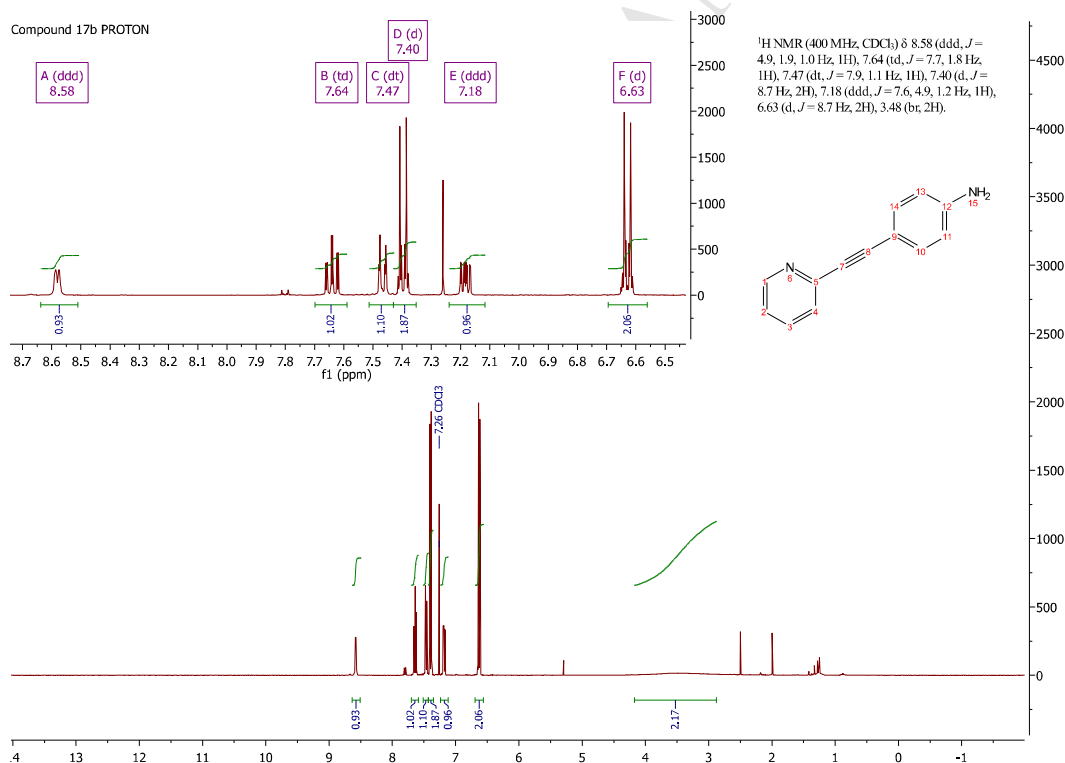 Compound 17b PROTON
A (ddd)
8.58
B (td)
7.64
C (dt)
7.47
D (d)
7.40
E (ddd)
7.18
F (d)
6.63
3000
2500
2000
1500
1000
500
0
0.93
1.02
1.10
1.87
0.96
2.06
8.7 8.6 8.5 8.4 8.3 8.2 8.1 8.0 7.9 7.8 7.7 7.6 7.5 7.4 7.3 7.2 7.1 7.0 6.9 6.8 6.7 6.6 6.5
f1 (ppm)
¹H NMR (400 MHz, CDCl₃) δ 8.58 (ddd, J =
4.9, 1.9, 1.0 Hz, 1H), 7.64 (td, J = 7.7, 1.8 Hz,
1H), 7.47 (dt, J = 7.9, 1.1 Hz, 1H), 7.40 (d, J =
8.7 Hz, 2H), 7.18 (ddd, J = 7.6, 4.9, 1.2 Hz, 1H),
6.63 (d, J = 8.7 Hz, 2H), 3.48 (br, 2H).
13
NH₂
15
14
12
11
9
10
8
7
N
6
1
5
2
4
3
4500
4000
3500
3000
2500
2000
1500
1000
500
0
7.26 CDCl3
0.93
1.02
1.10
1.87
0.96
2.06
2.17
14 13 12 11 10 9 8 7 6 5 4 3 2 1 0 -1